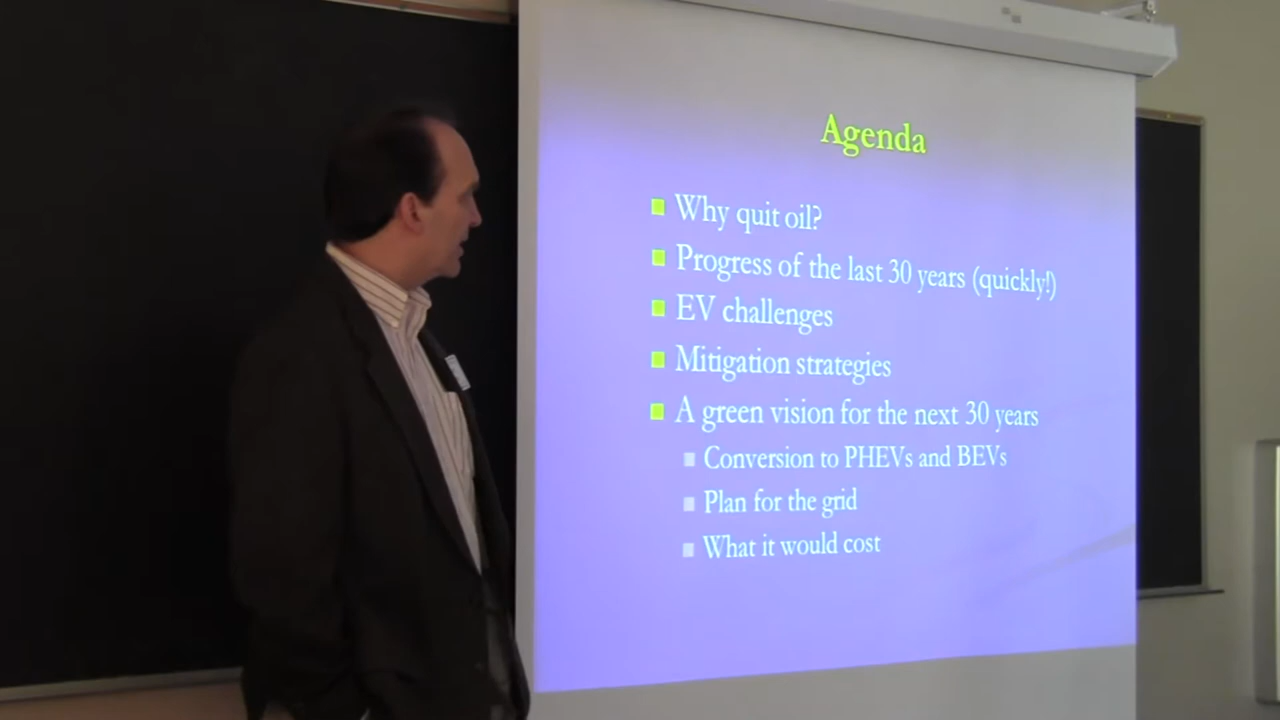 Agenda
Why quit oil?
Progress of the last 30 years (quickly!)
EV challenges
Mitigation strategies
A green vision for the next 30 years
Conversion to PHEVs and BEVs
Plan for the grid
What it would cost